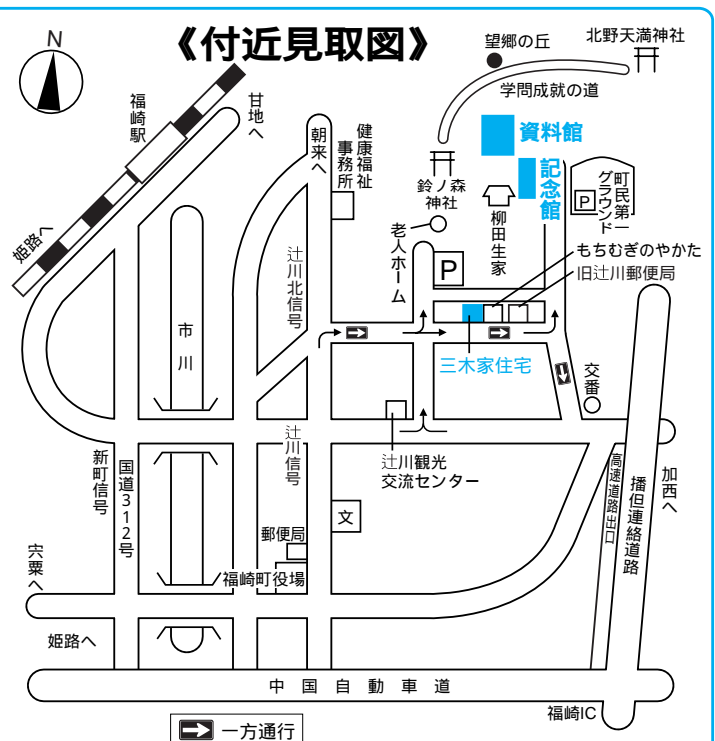 《付近見取図》
N
望郷の丘
北野天満神社
学問成就の道
福崎駅
甘地へ
朝来へ
健康福祉
事務所
資料館
記念館
鈴ノ森
神社
柳田生家
P
町民第一
グラウンド
姫路へ
老人ホーム
P
もちむぎのやかた
旧辻川郵便局
辻川北信号
市川
三木家住宅
交番
辻川信号
辻川観光
交流センター
新町信号
国道312号
高速道路出口
播但連絡道路
加西へ
文
郵便局
福崎町役場
宍粟へ
姫路へ
中国自動車道
福崎IC
一方通行